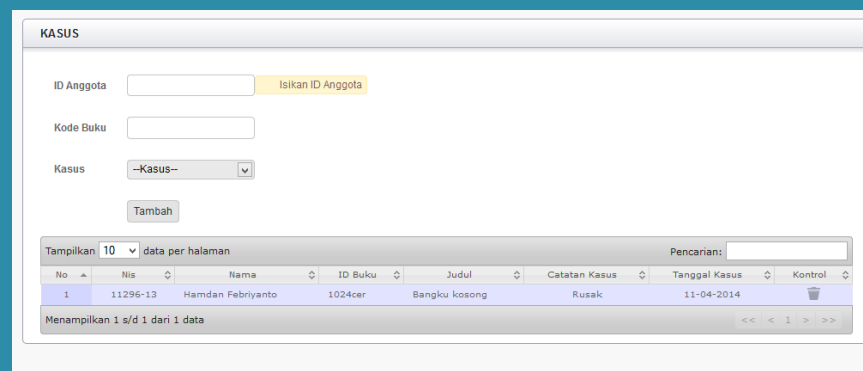 KASUS
ID Anggota Isikan ID Anggota
Kode Buku
Kasus --Kasus--
Tambah
Tampilkan 10 data per halaman Pencarian:
No Nis Nama ID Buku Judul Catatan Kasus Tanggal Kasus Kontrol
1 11296-13 Hamdan Febriyanto 1024cer Bangku kosong Rusak 11-04-2014
Menampilkan 1 s/d 1 dari 1 data << < 1 > >>